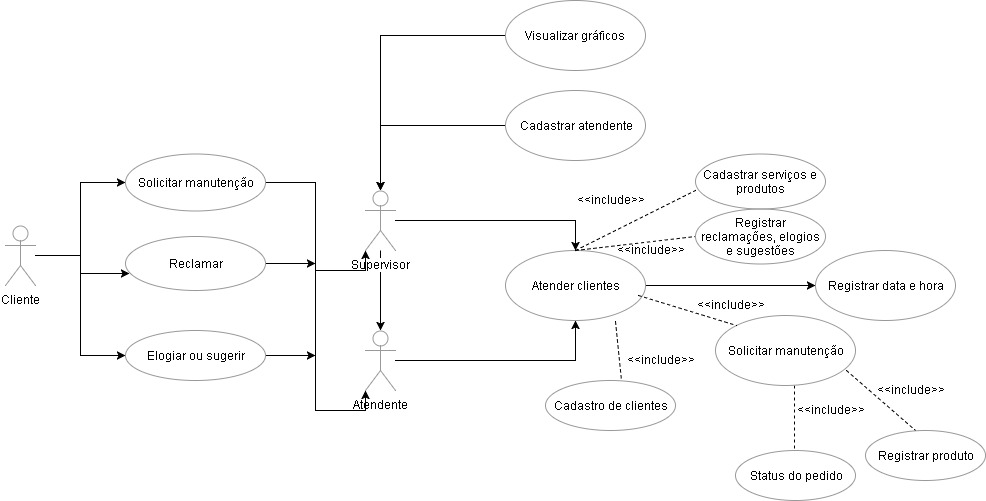 Visualizar gráficos
Cadastrar atendente
Solicitar manutenção
Cadastrar serviços e
produtos
<<include>>
Registrar
reclamações, elogios
e sugestões
<<include>>
Reclamar
Supervisor
Cliente
Atender clientes
Registrar data e hora
<<include>>
Elogiar ou sugerir
Solicitar manutenção
<<include>>
Atendente
Cadastro de clientes
<<include>>
<<include>>
Registrar produto
Status do pedido